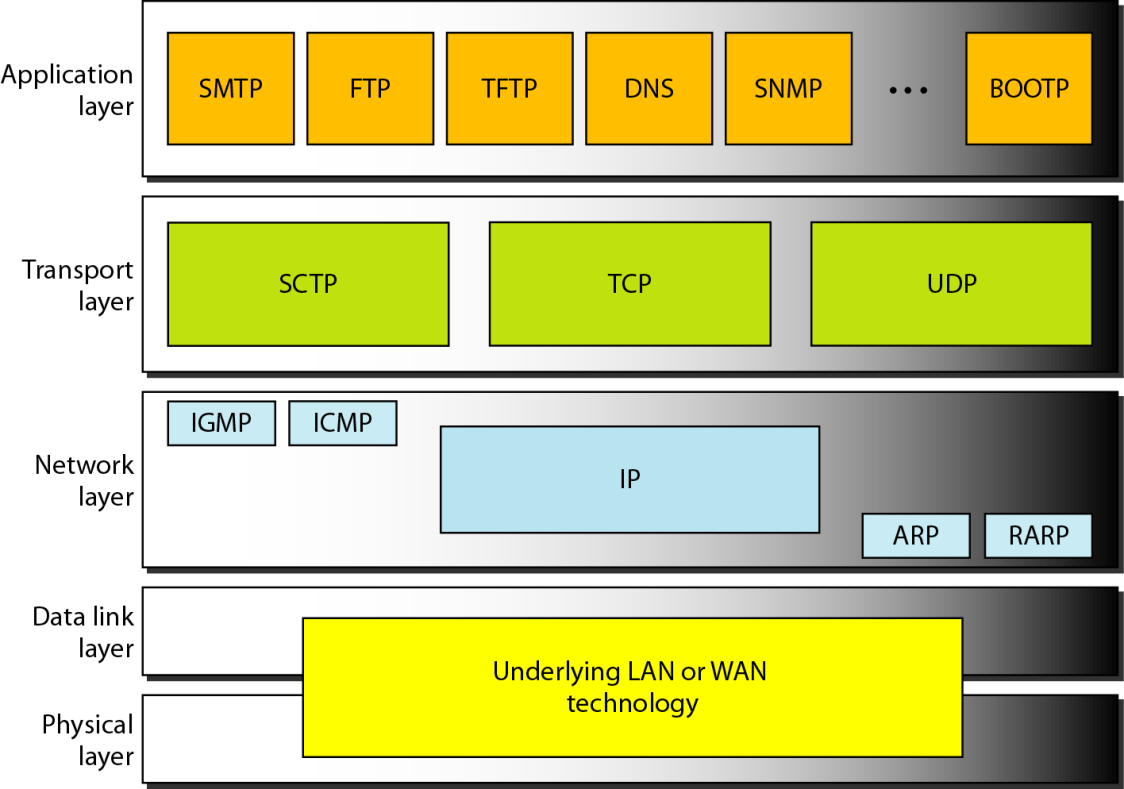 Application
layer
SMTP
FTP
TFTP
DNS
SNMP
...
BOOTP
Transport
layer
SCTP
TCP
UDP
Network
layer
IGMP
ICMP
IP
ARP
RARP
Data link
layer
Underlying LAN or WAN
technology
Physical
layer